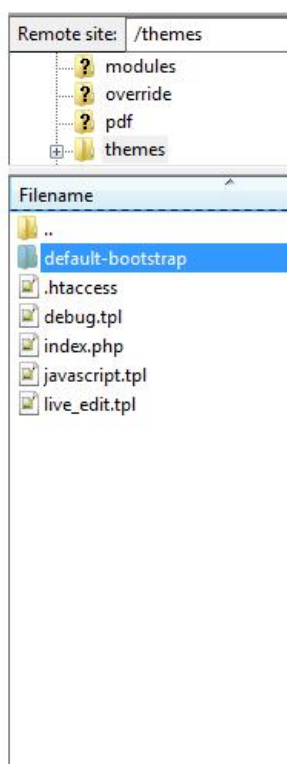 Remote site: /themes
? modules
? override
? pdf
themes
Filename
..
default-bootstrap
.htaccess
debug.tpl
index.php
javascript.tpl
live_edit.tpl